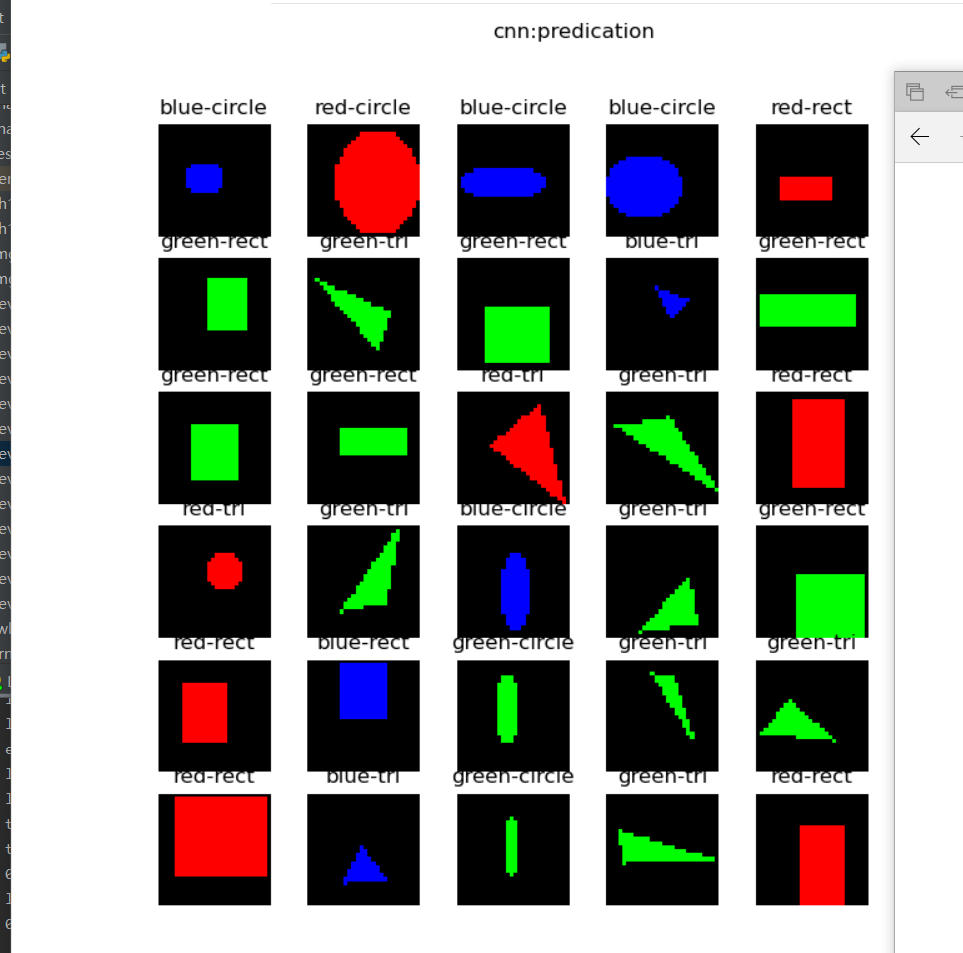 cnn:predication
blue-circle red-circle blue-circle blue-circle red-rect
green-rect green-tri green-rect blue-tri green-rect
green-rect green-rect red-tri green-tri red-rect
red-tri green-tri blue-circle green-tri green-rect
red-rect blue-rect green-circle green-tri green-tri
red-rect blue-tri green-circle green-tri red-rect